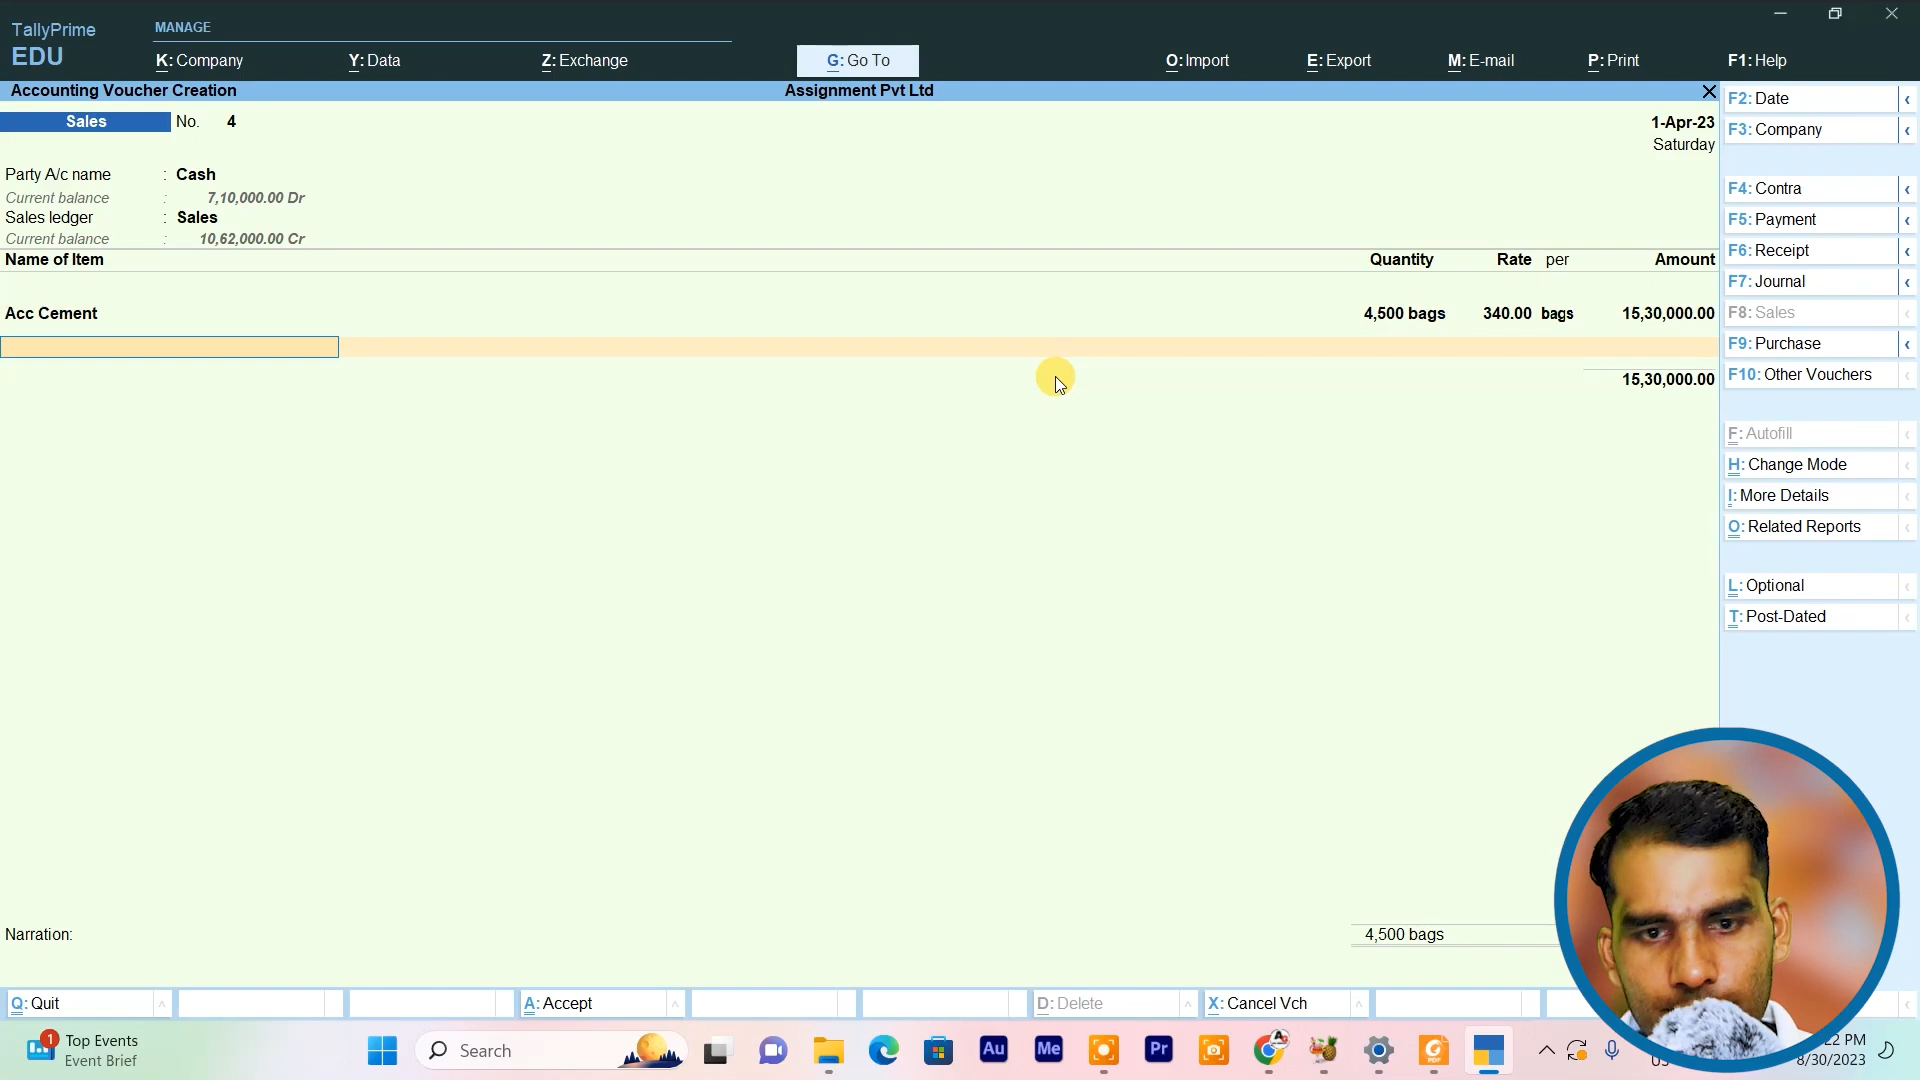 TallyPrime
EDU
MANAGE
K: Company
Y: Data
Z: Exchange
G: Go To
O: Import
E: Export
M: E-mail
P: Print
F1: Help
Accounting Voucher Creation
Assignment Pvt Ltd
Sales No. 4
1-Apr-23
Saturday
Party A/c name : Cash
Current balance : 7,10,000.00 Dr
Sales ledger : Sales
Current balance : 10,62,000.00 Cr
Name of Item Quantity Rate per Amount
Acc Cement 4,500 bags 340.00 bags 15,30,000.00
15,30,000.00
Narration:
4,500 bags
F2: Date
F3: Company
F4: Contra
F5: Payment
F6: Receipt
F7: Journal
F8: Sales
F9: Purchase
F10: Other Vouchers
F: Autofill
H: Change Mode
I: More Details
O: Related Reports
L: Optional
T: Post-Dated
Q: Quit
A: Accept
D: Delete
X: Cancel Vch
1
Top Events
Event Brief
Search
Au
Me
Pr
22 PM
8/30/2023